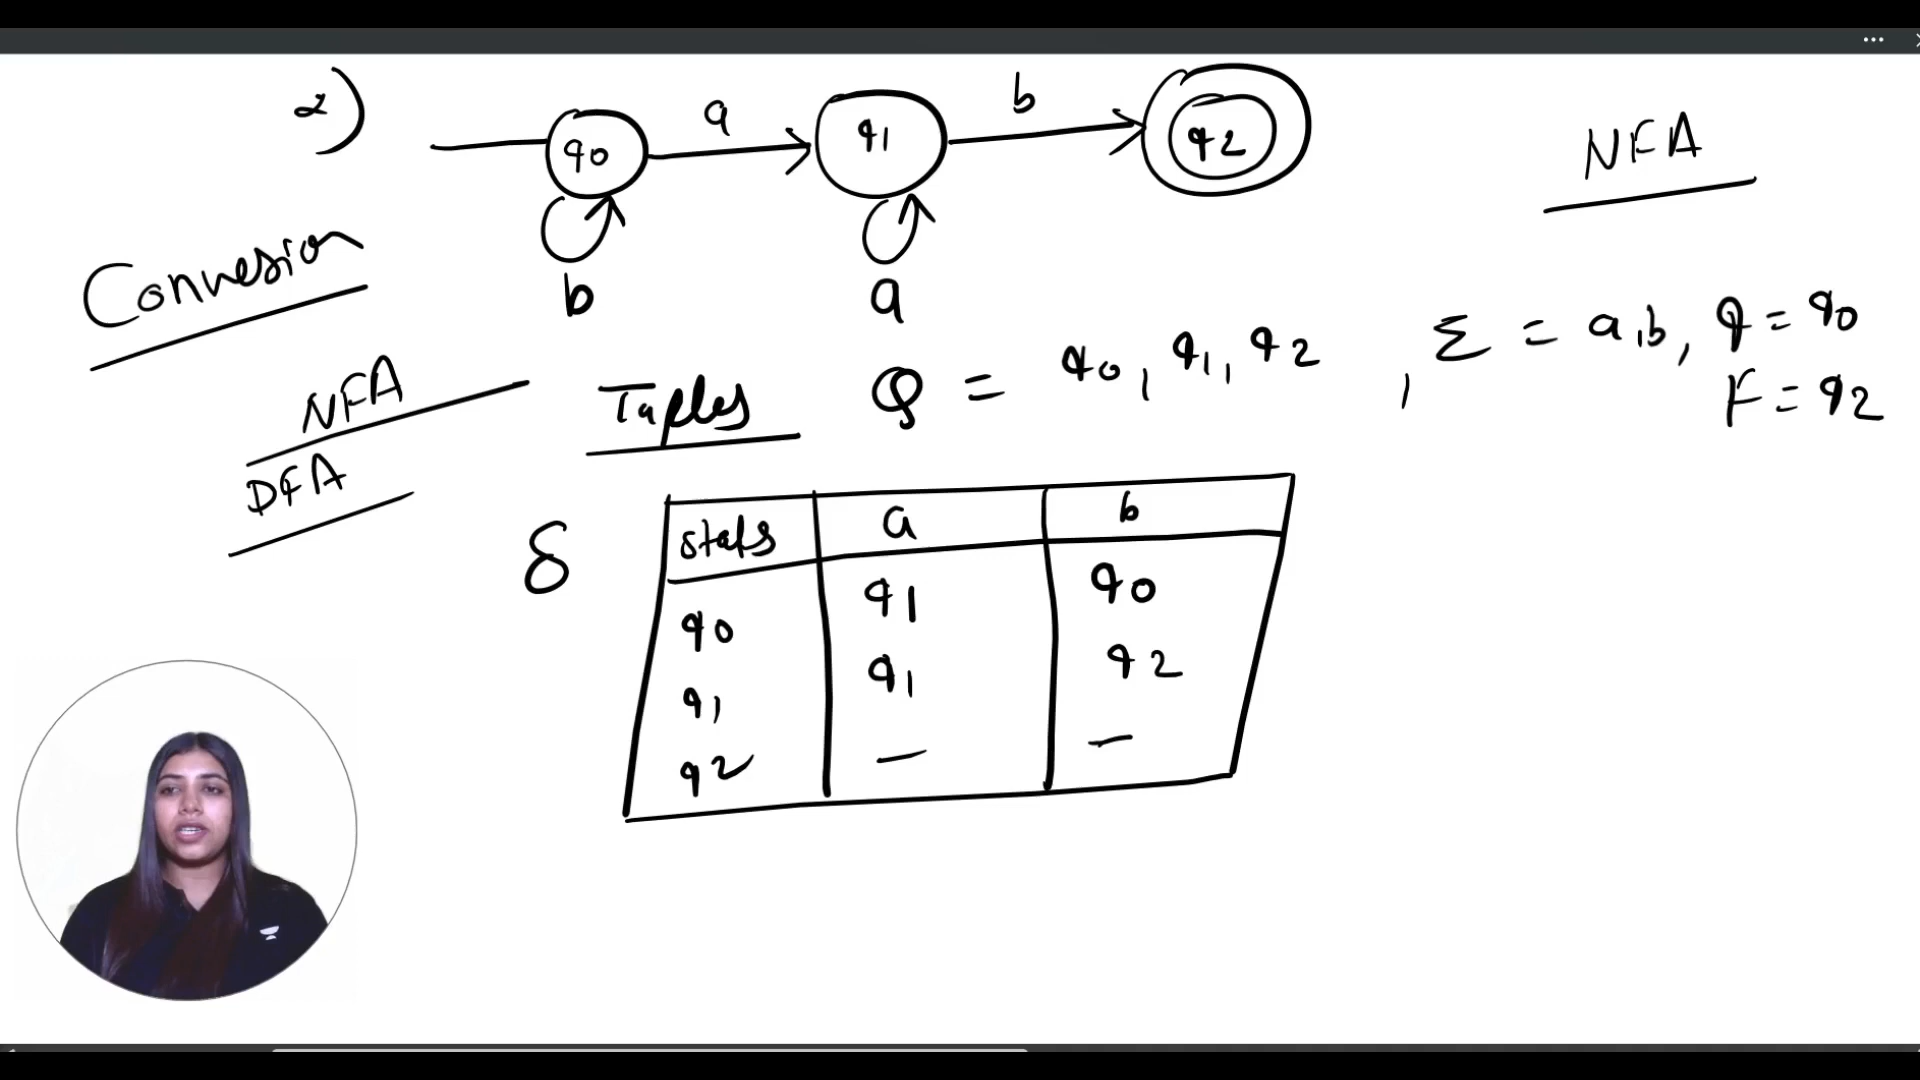 2)
q0 a q1 b q2
b a
NFA
Convesion
NFA
DFA
Tuples Q = q0, q1, q2 , Σ = a,b, q = q0
F = q2
δ
states a b
q0 q1 q0
q1 q1 q2
q2 — —